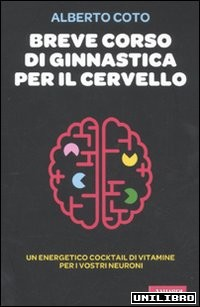 ALBERTO COTO
BREVE CORSO
DI GINNASTICA
PER IL CERVELLO
UN ENERGETICO COCKTAIL DI VITAMINE
PER I VOSTRI NEURONI
UNILIBRO